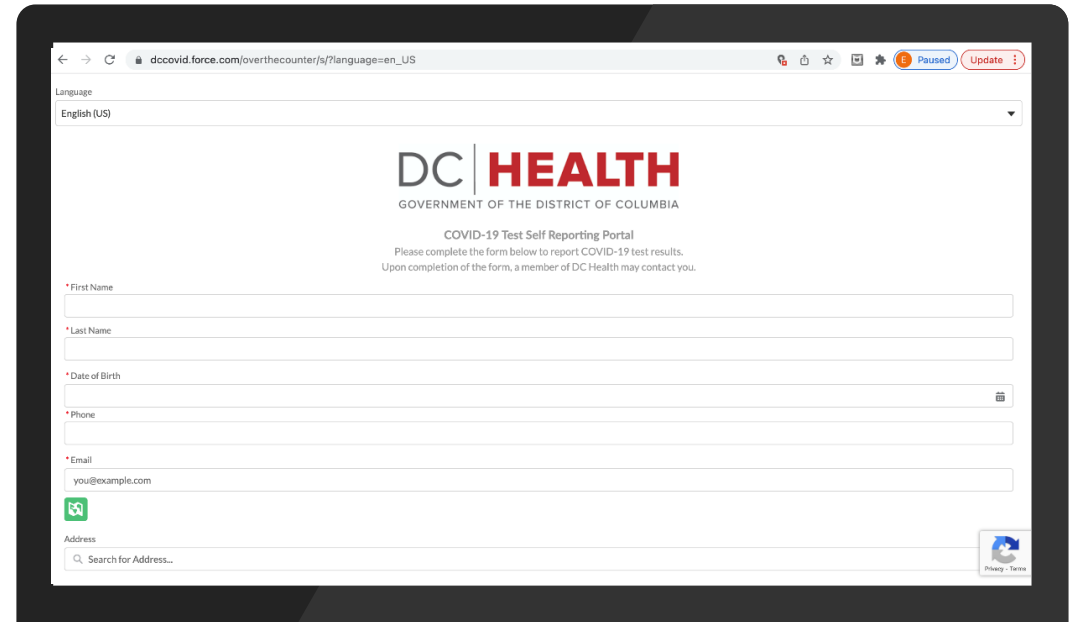 dccovid.force.com/overthecounter/s/?language=en_US
E Paused Update
Language
English (US)
DC HEALTH
GOVERNMENT OF THE DISTRICT OF COLUMBIA
COVID-19 Test Self Reporting Portal
Please complete the form below to report COVID-19 test results.
Upon completion of the form, a member of DC Health may contact you.
* First Name
* Last Name
* Date of Birth
* Phone
* Email
you@example.com
Address
Search for Address...
Privacy - Terms